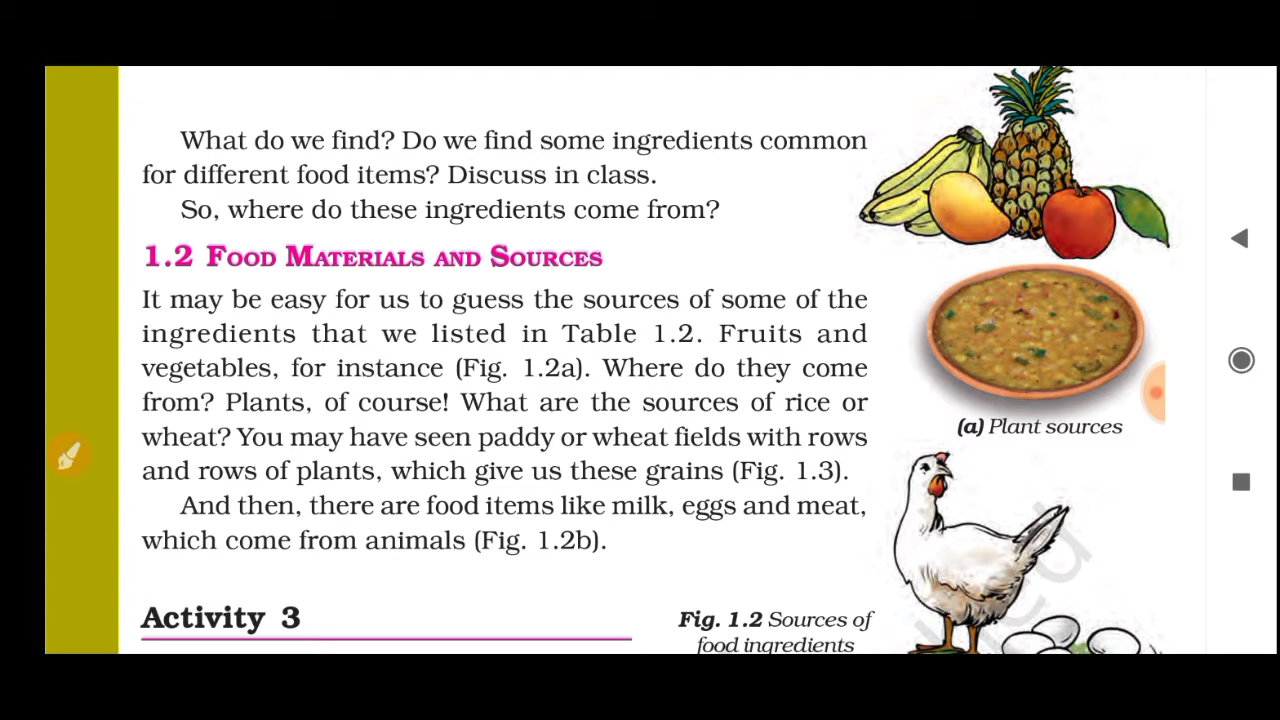 What do we find? Do we find some ingredients common
for different food items? Discuss in class.
So, where do these ingredients come from?
1.2 Food Materials and Sources
It may be easy for us to guess the sources of some of the
ingredients that we listed in Table 1.2. Fruits and
vegetables, for instance (Fig. 1.2a). Where do they come
from? Plants, of course! What are the sources of rice or
wheat? You may have seen paddy or wheat fields with rows
and rows of plants, which give us these grains (Fig. 1.3).
And then, there are food items like milk, eggs and meat,
which come from animals (Fig. 1.2b).
(a) Plant sources
Activity 3
Fig. 1.2 Sources of
food ingredients